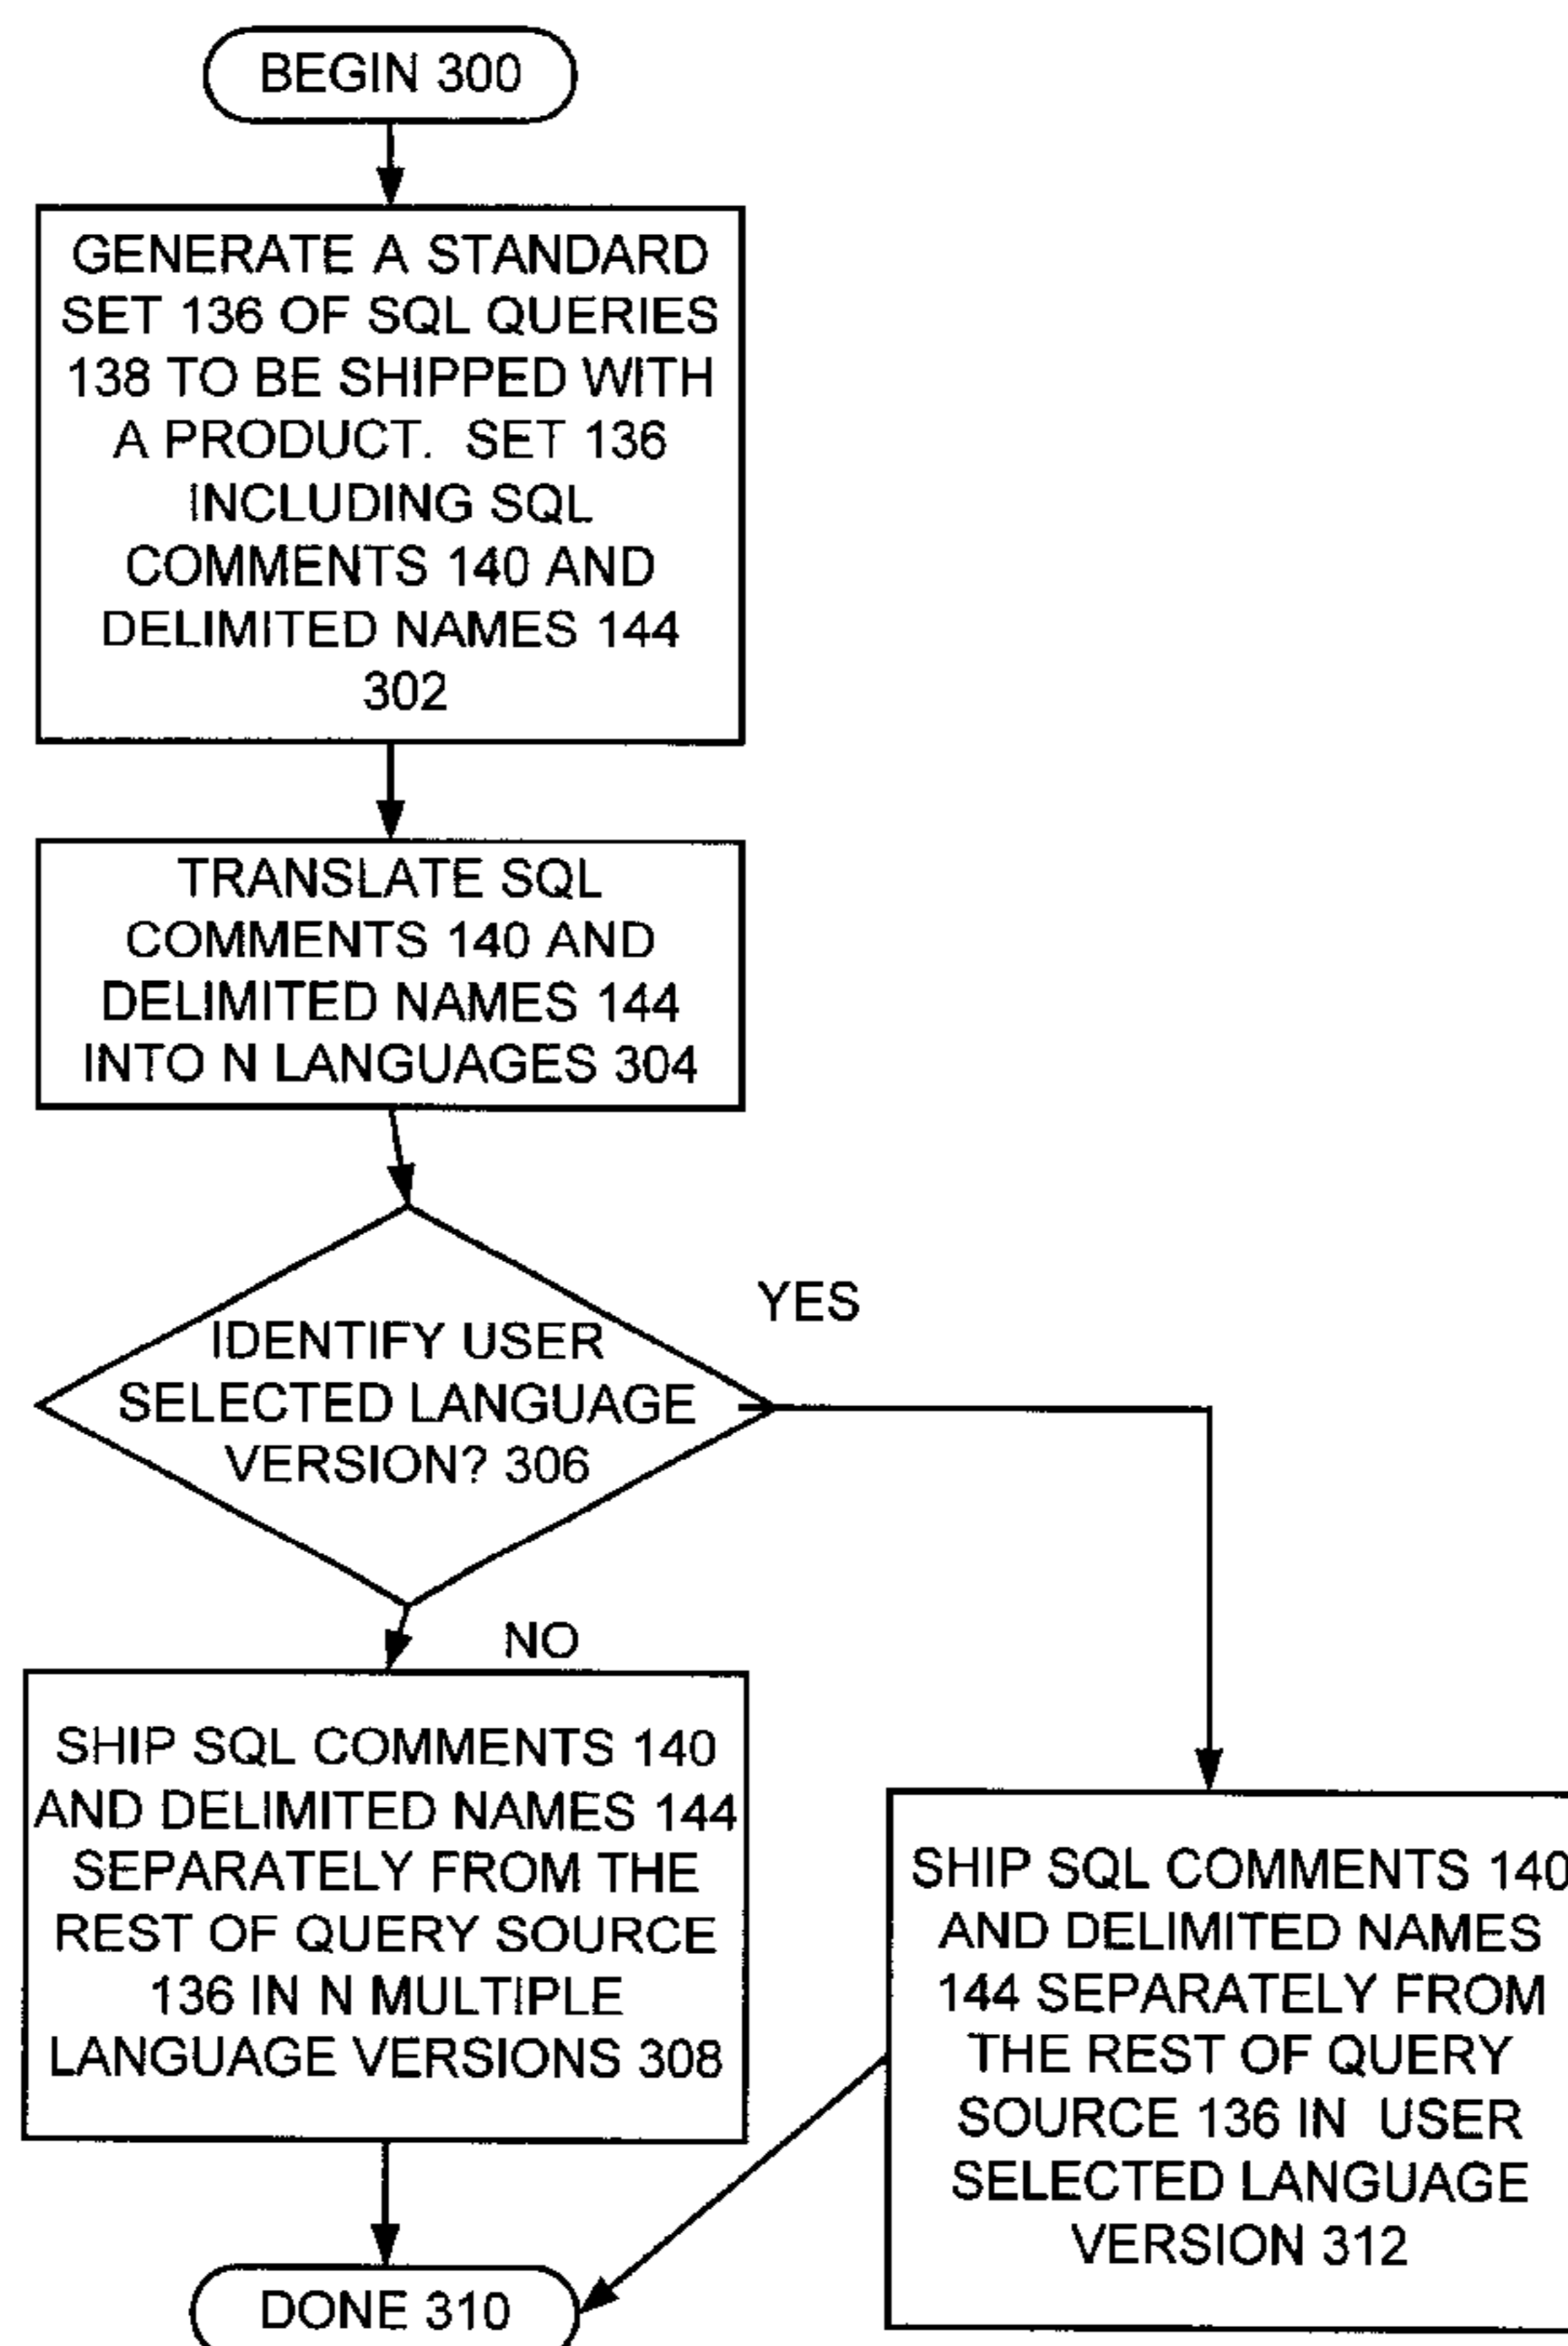 BEGIN 300
GENERATE A STANDARD
SET 136 OF SQL QUERIES
138 TO BE SHIPPED WITH
A PRODUCT. SET 136
INCLUDING SQL
COMMENTS 140 AND
DELIMITED NAMES 144
302
TRANSLATE SQL
COMMENTS 140 AND
DELIMITED NAMES 144
INTO N LANGUAGES 304
IDENTIFY USER
SELECTED LANGUAGE
VERSION? 306
YES
NO
SHIP SQL COMMENTS 140
AND DELIMITED NAMES 144
SEPARATELY FROM THE
REST OF QUERY SOURCE
136 IN N MULTIPLE
LANGUAGE VERSIONS 308
SHIP SQL COMMENTS 140
AND DELIMITED NAMES
144 SEPARATELY FROM
THE REST OF QUERY
SOURCE 136 IN USER
SELECTED LANGUAGE
VERSION 312
DONE 310